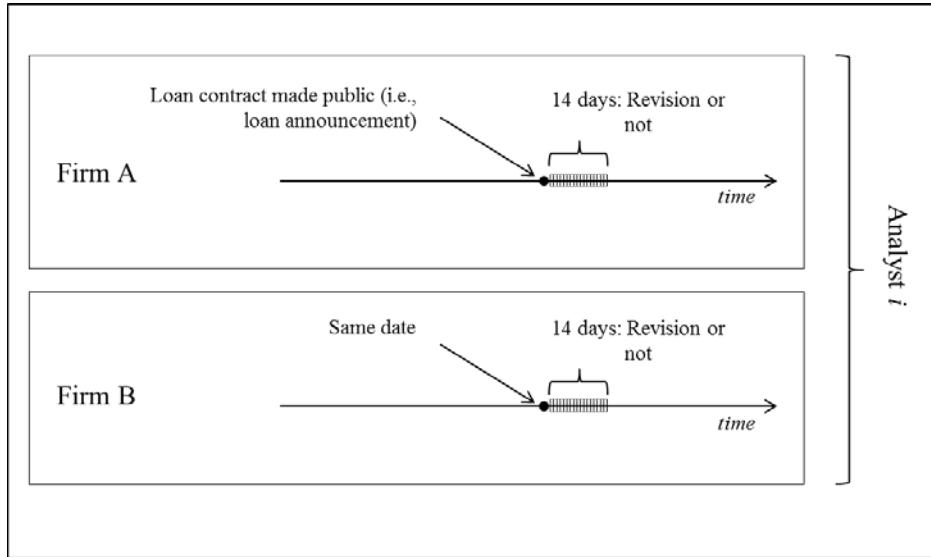 Loan contract made public (i.e.,
loan announcement)
14 days: Revision or
not
Firm A
time
Same date
14 days: Revision or
not
Firm B
time
Analyst i